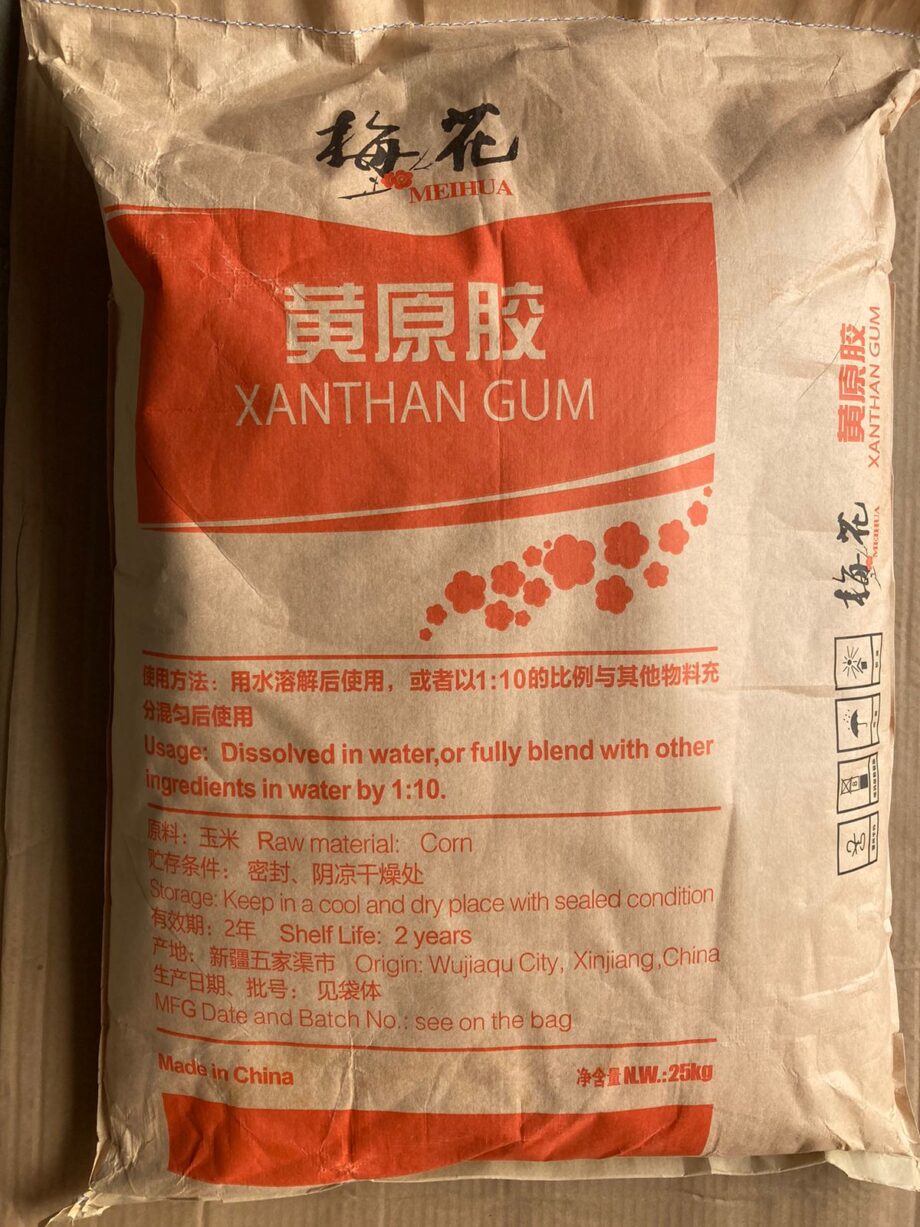 梅花
MEIHUA
黄原胶
XANTHAN GUM
使用方法：用水溶解后使用，或者以1:10的比例与其他物料充
分混匀后使用
Usage: Dissolved in water,or fully blend with other
ingredients in water by 1:10.
原料：玉米 Raw material: Corn
贮存条件：密封、阴凉干燥处
Storage: Keep in a cool and dry place with sealed condition
有效期：2年 Shelf Life: 2 years
产地：新疆五家渠市 Origin: Wujiaqu City, Xinjiang,China
生产日期、批号：见袋体
MFG Date and Batch No.: see on the bag
Made in China
净含量 N.W.:25kg
黄原胶
XANTHAN GUM
梅花
MEIHUA